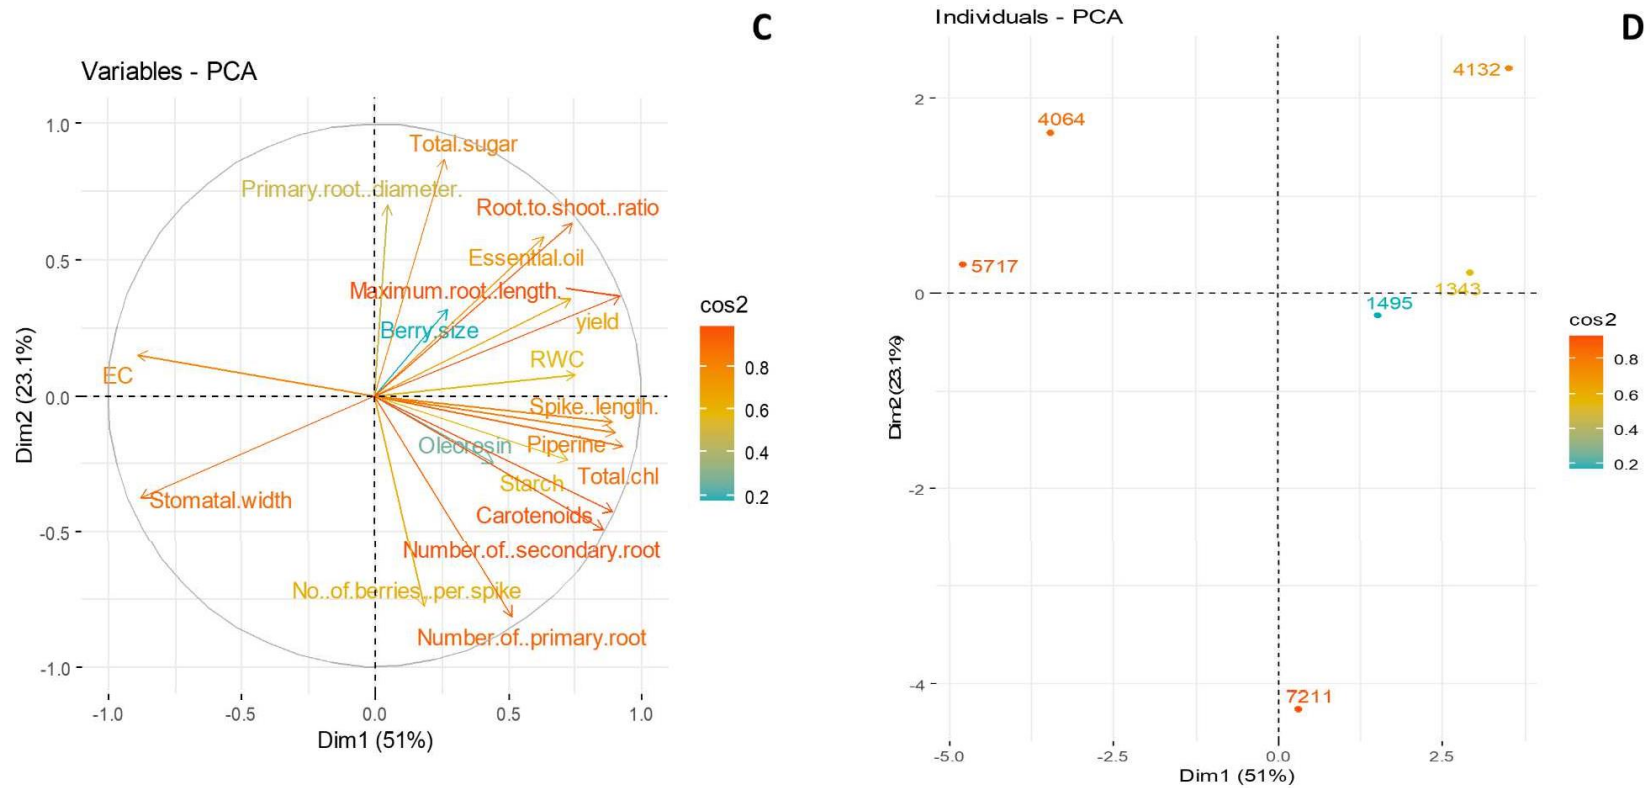 C
Variables - PCA
Total.sugar
Primary.root..diameter.
Root.to.shoot..ratio
Essential.oil
Maximum.root..length.
Berry.size
yield
RWC
EC
Spike..length.
Oleorosin
Piperine
Total.chl
Starch
Stomatal.width
Carotenoids
Number.of..secondary.root
No..of.berries..per.spike
Number.of..primary.root
1.0
0.5
0.0
-0.5
-1.0
Dim2 (23.1%)
-1.0
-0.5
0.0
0.5
1.0
Dim1 (51%)
cos2
0.8
0.6
0.4
0.2
D
Individuals - PCA
4132
4064
5717
1343
1495
7211
2
0
-2
-4
Dim2 (23.1%)
-5.0
-2.5
0.0
2.5
Dim1 (51%)
cos2
0.8
0.6
0.4
0.2